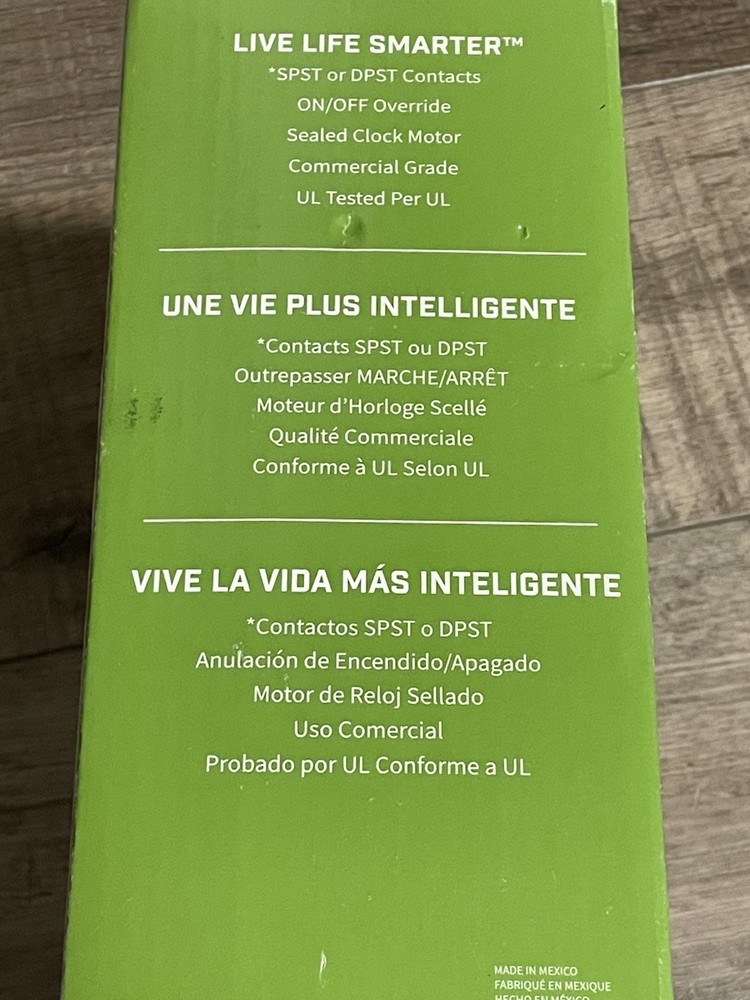 LIVE LIFE SMARTER™
*SPST or DPST Contacts
ON/OFF Override
Sealed Clock Motor
Commercial Grade
UL Tested Per UL
UNE VIE PLUS INTELLIGENTE
*Contacts SPST ou DPST
Outrepasser MARCHE/ARRÊT
Moteur d'Horloge Scellé
Qualité Commerciale
Conforme à UL Selon UL
VIVE LA VIDA MÁS INTELIGENTE
*Contactos SPST o DPST
Anulación de Encendido/Apagado
Motor de Reloj Sellado
Uso Comercial
Probado por UL Conforme a UL
MADE IN MEXICO
FABRIQUÉ EN MEXIQUE
HECHO EN MÉXICO